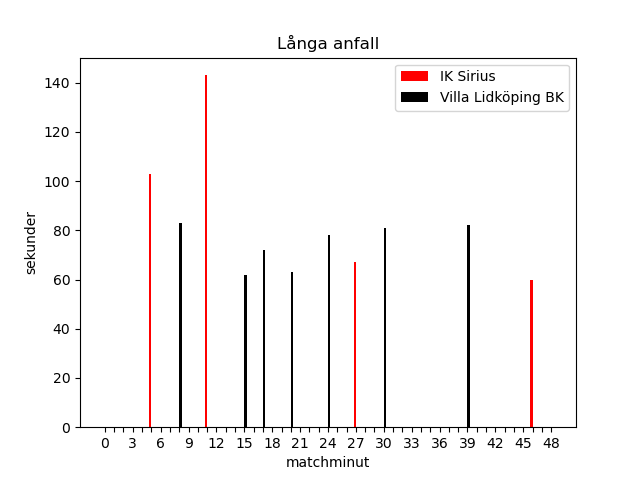 Långa anfall
IK Sirius
Villa Lidköping BK
140
120
100
80
60
40
20
0
sekunder
0 3 6 9 12 15 18 21 24 27 30 33 36 39 42 45 48
matchminut